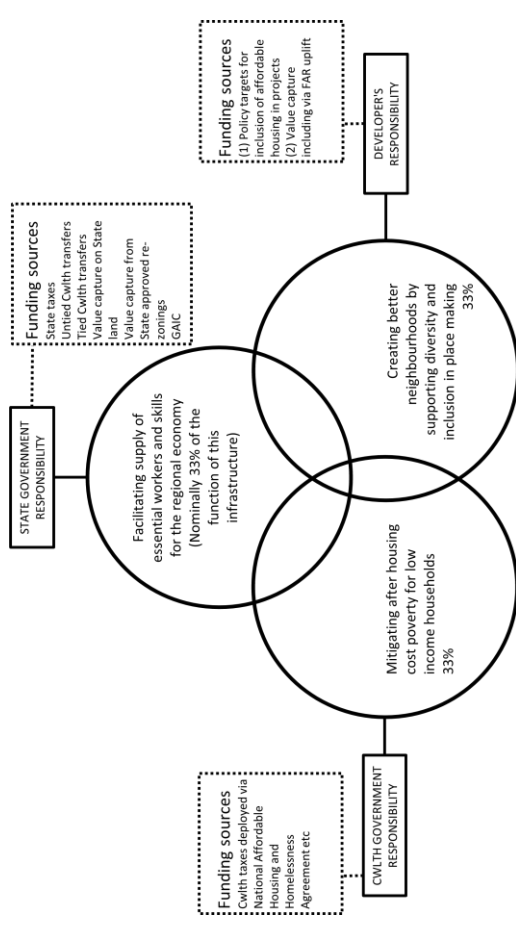 STATE GOVERNMENT
RESPONSIBILITY
Funding sources
State taxes
Untied Cwlth transfers
Tied Cwlth transfers
Value capture on State
land
Value capture from
State approved re-
zonings
GAIC
Facilitating supply of
essential workers and skills
for the regional economy
(Nominally 33% of the
function of this
infrastructure)
Funding sources
Cwlth taxes deployed via
National Affordable
Housing and
Homelessness
Agreement etc
CWLTH GOVERNMENT
RESPONSIBILITY
Mitigating after housing
cost poverty for low
income households
33%
Creating better
neighbourhoods by
supporting diversity and
inclusion in place making
33%
Funding sources
(1) Policy targets for
inclusion of affordable
housing in projects
(2) Value capture
including via FAR uplift
DEVELOPER'S
RESPONSIBILITY